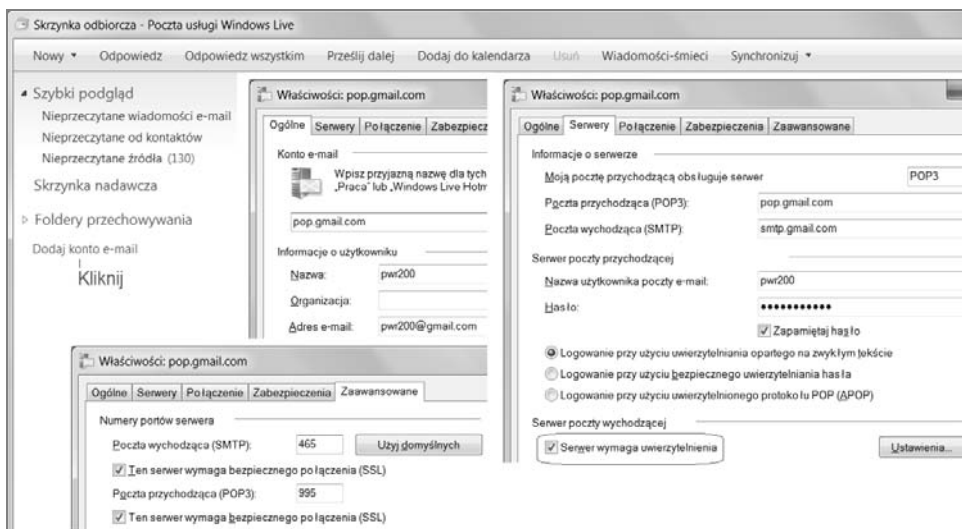 Skrzynka odbiorcza - Poczta usługi Windows Live
Nowy Odpowiedz Odpowiedz wszystkim Prześlij dalej Dodaj do kalendarza Usuń Wiadomości-śmieci Synchronizuj
Szybki podgląd
Nieprzeczytane wiadomości e-mail
Nieprzeczytane od kontaktów
Nieprzeczytane źródła (130)
Skrzynka nadawcza
Foldery przechowywania
Dodaj konto e-mail
Kliknij
Właściwości: pop.gmail.com
Ogólne Serwery Połączenie Zabezpiecz
Konto e-mail
Wpisz przyjazną nazwę dla tych
„Praca" lub „Windows Live Hotm
pop.gmail.com
Informacje o użytkowniku
Nazwa: pwr200
Organizacja:
Adres e-mail: pwr200@gmail.com
Właściwości: pop.gmail.com
Ogólne Serwery Połączenie Zabezpieczenia Zaawansowane
Informacje o serwerze
Moją pocztę przychodzącą obsługuje serwer POP3
Poczta przychodząca (POP3): pop.gmail.com
Poczta wychodząca (SMTP): smtp.gmail.com
Serwer poczty przychodzącej
Nazwa użytkownika poczty e-mail: pwr200
Hasło: •••••••••••
Zapamiętaj hasło
Logowanie przy użyciu uwierzytelniania opartego na zwykłym tekście
Logowanie przy użyciu bezpiecznego uwierzytelniania hasła
Logowanie przy użyciu uwierzytelnionego protokołu POP (APOP)
Serwer poczty wychodzącej
Serwer wymaga uwierzytelnienia Ustawienia...
Właściwości: pop.gmail.com
Ogólne Serwery Połączenie Zabezpieczenia Zaawansowane
Numery portów serwera
Poczta wychodząca (SMTP): 465 Użyj domyślnych
Ten serwer wymaga bezpiecznego połączenia (SSL)
Poczta przychodząca (POP3): 995
Ten serwer wymaga bezpiecznego połączenia (SSL)